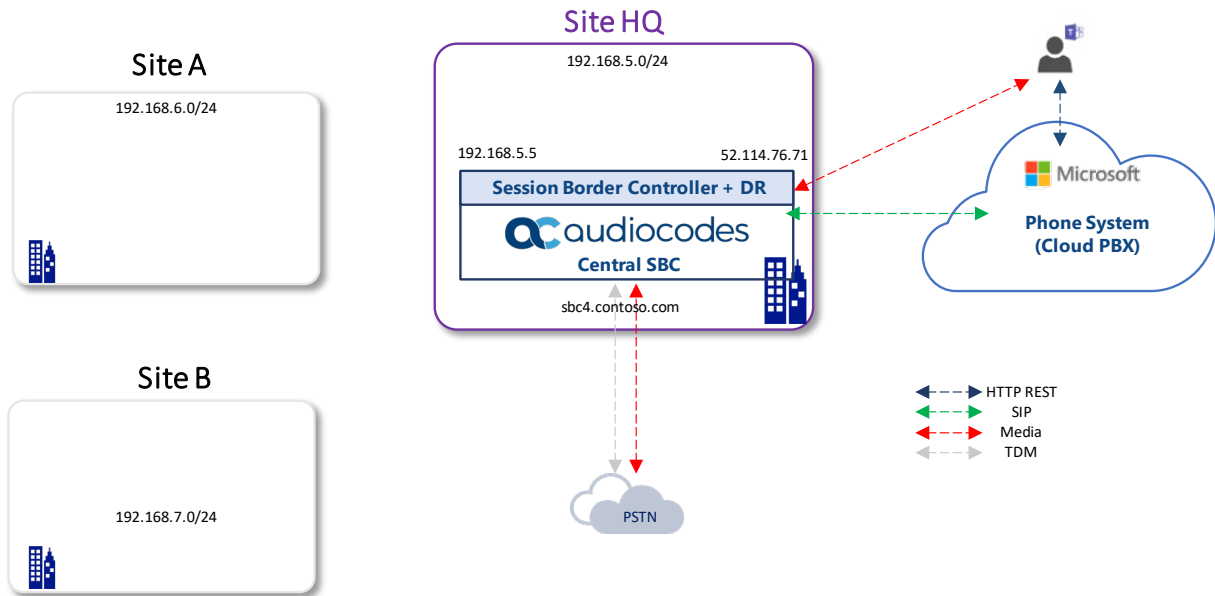 Site HQ
192.168.5.0/24
Site A
192.168.6.0/24
192.168.5.5
52.114.76.71
Session Border Controller + DR
audiocodes
Central SBC
sbc4.contoso.com
Microsoft
Phone System
(Cloud PBX)
Site B
192.168.7.0/24
HTTP REST
SIP
Media
TDM
PSTN